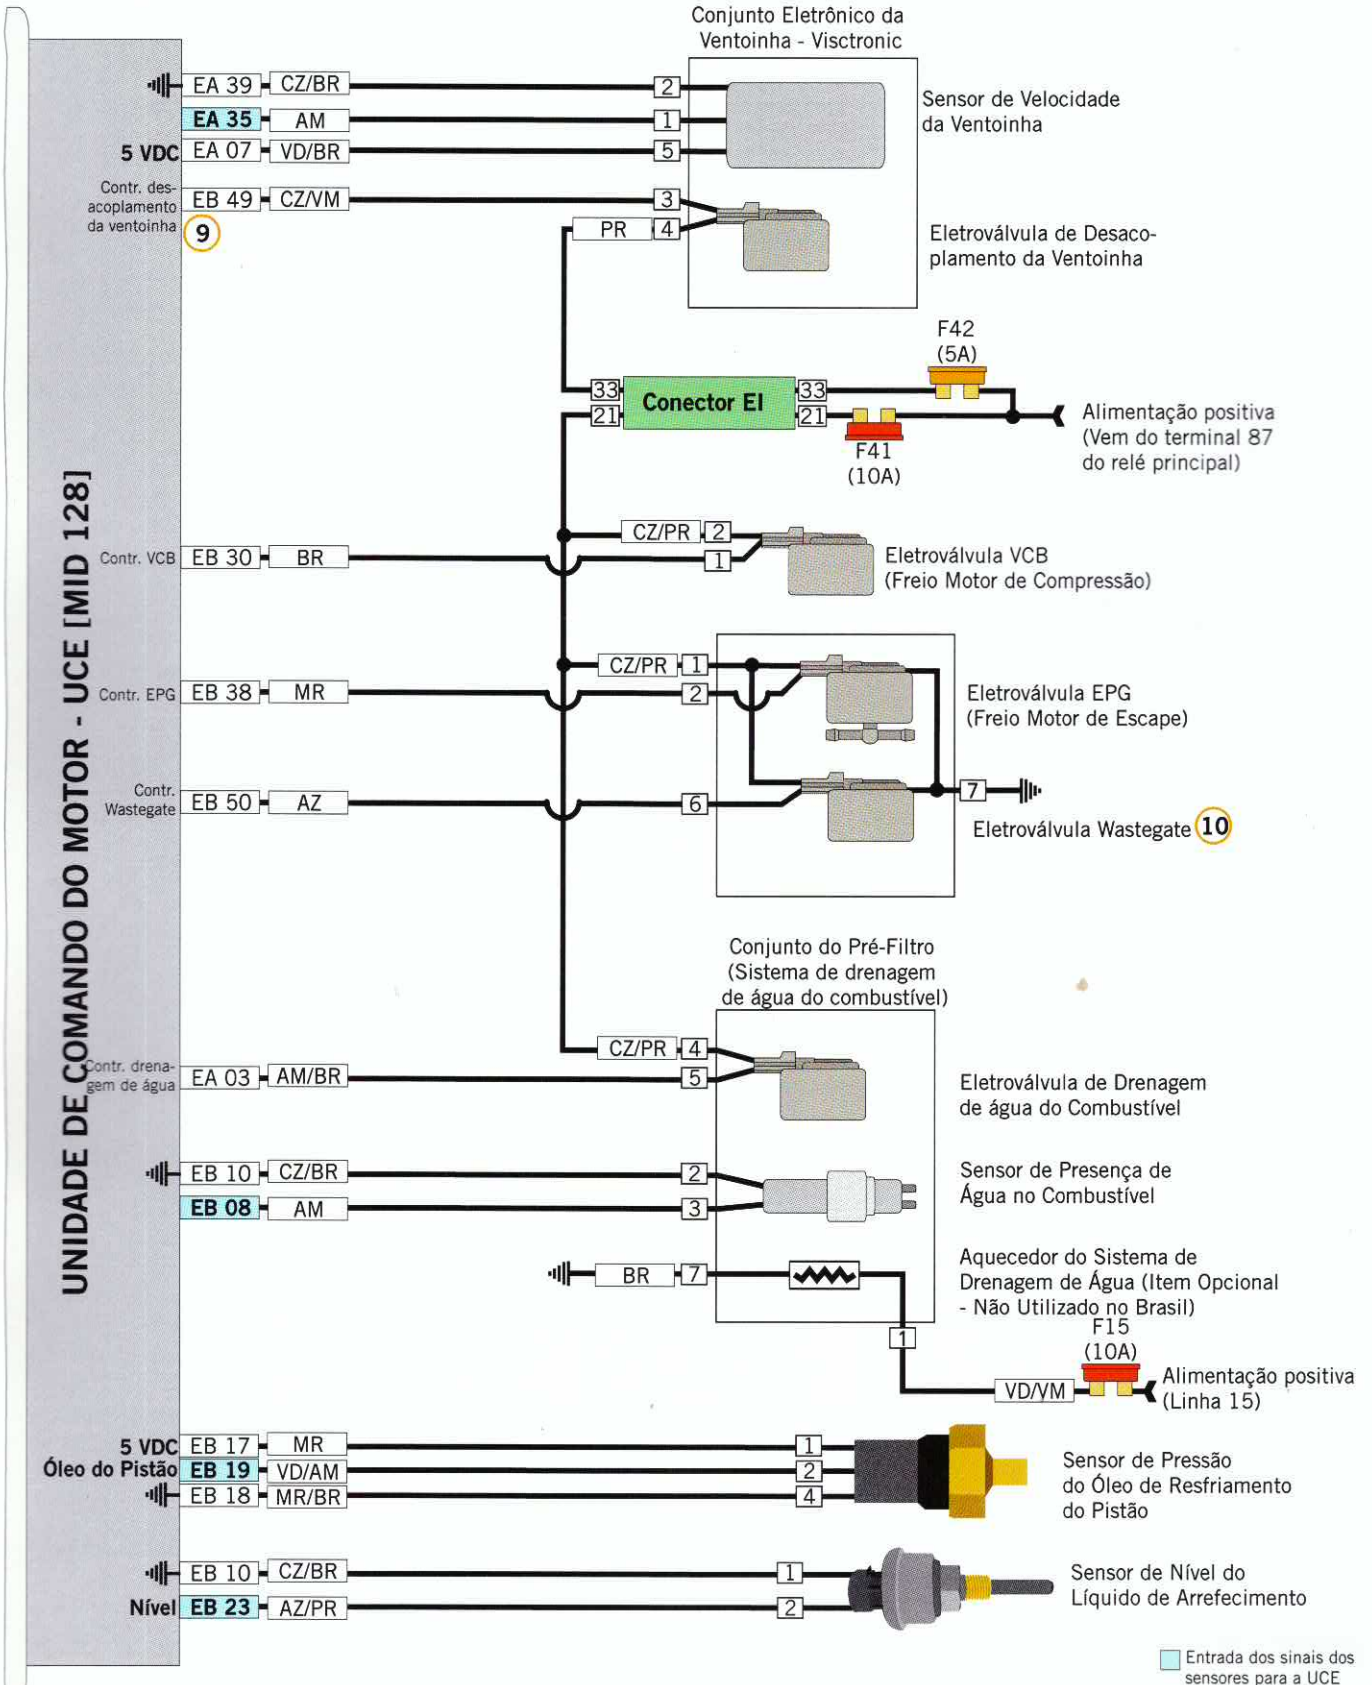 Conjunto Eletrônico da
Ventoinha - Visctronic
UNIDADE DE COMANDO DO MOTOR - UCE [MID 128]
EA 39 CZ/BR 2
EA 35 AM 1
5 VDC EA 07 VD/BR 5
Sensor de Velocidade
da Ventoinha
Contr. des-
acoplamento
da ventoinha
EB 49 CZ/VM 3
9
PR 4
Eletroválvula de Desaco-
plamento da Ventoinha
F42
(5A)
33 Conector EI 33
21 21
F41
(10A)
Alimentação positiva
(Vem do terminal 87
do relé principal)
CZ/PR 2
Contr. VCB EB 30 BR 1
Eletroválvula VCB
(Freio Motor de Compressão)
CZ/PR 1
Contr. EPG EB 38 MR 2
Eletroválvula EPG
(Freio Motor de Escape)
Contr.
Wastegate
EB 50 AZ 6
7
Eletroválvula Wastegate 10
Conjunto do Pré-Filtro
(Sistema de drenagem
de água do combustível)
CZ/PR 4
Contr. drena-
gem de água
EA 03 AM/BR 5
Eletroválvula de Drenagem
de água do Combustível
EB 10 CZ/BR 2
EB 08 AM 3
Sensor de Presença de
Água no Combustível
BR 7
Aquecedor do Sistema de
Drenagem de Água (Item Opcional
- Não Utilizado no Brasil)
1
F15
(10A)
VD/VM
Alimentação positiva
(Linha 15)
5 VDC EB 17 MR 1
Óleo do Pistão EB 19 VD/AM 2
EB 18 MR/BR 4
Sensor de Pressão
do Óleo de Resfriamento
do Pistão
EB 10 CZ/BR 1
Nível EB 23 AZ/PR 2
Sensor de Nível do
Líquido de Arrefecimento
Entrada dos sinais dos
sensores para a UCE